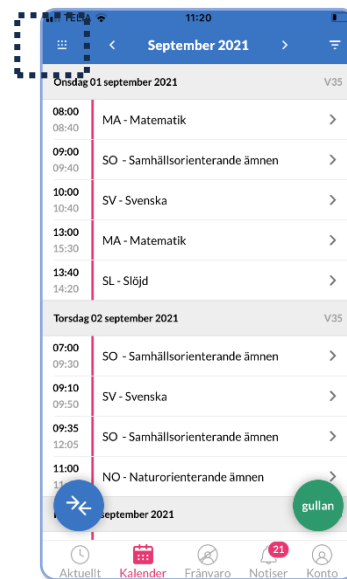 TELIA 11:20
September 2021
Onsdag 01 september 2021 V35
08:00
08:40
MA - Matematik
09:00
09:40
SO - Samhällsorienterande ämnen
10:00
10:40
SV - Svenska
13:00
15:30
MA - Matematik
13:40
14:20
SL - Slöjd
Torsdag 02 september 2021 V35
07:00
09:30
SO - Samhällsorienterande ämnen
09:10
09:50
SV - Svenska
09:35
12:05
SO - Samhällsorienterande ämnen
11:00
NO - Naturorienterande ämnen
gullan
september 2021
21
Aktuellt Kalender Frånvaro Notiser Konto